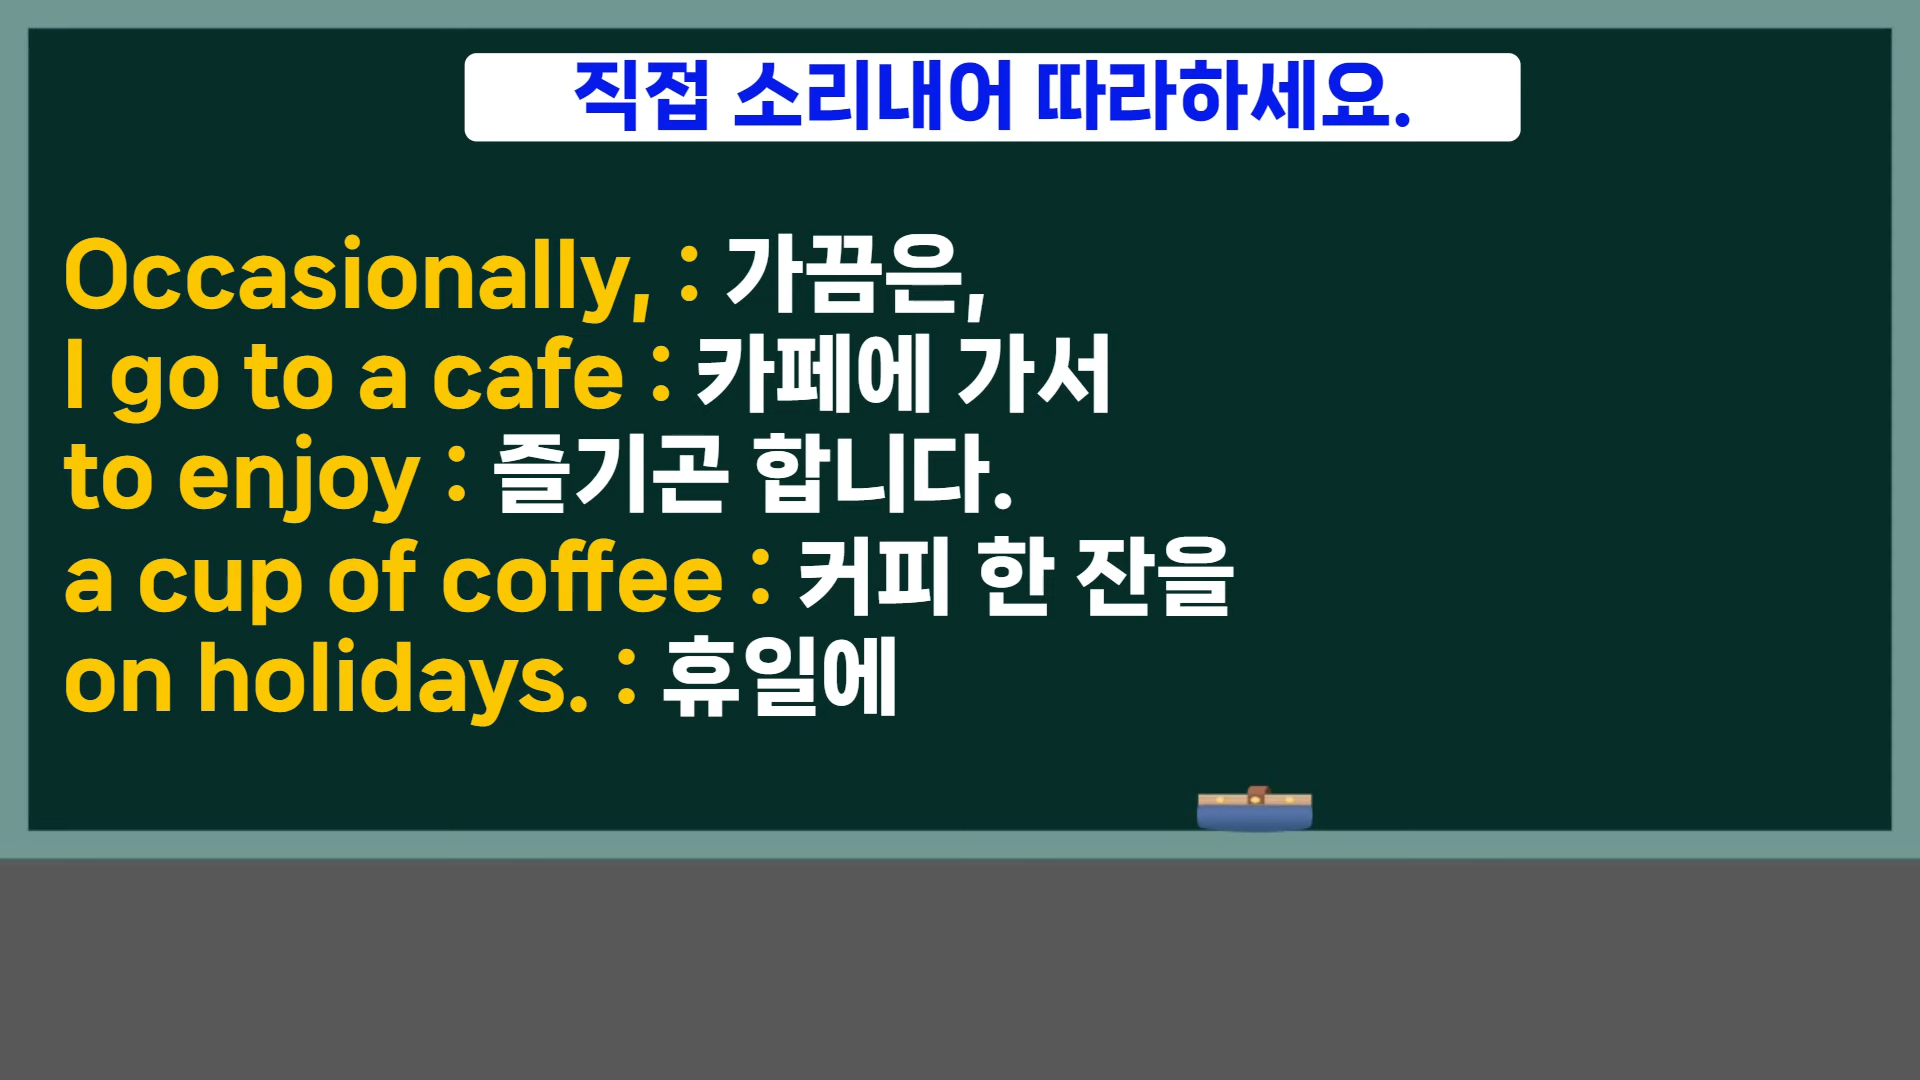 직접 소리내어 따라하세요.
Occasionally, : 가끔은,
I go to a cafe : 카페에 가서
to enjoy : 즐기곤 합니다.
a cup of coffee : 커피 한 잔을
on holidays. : 휴일에